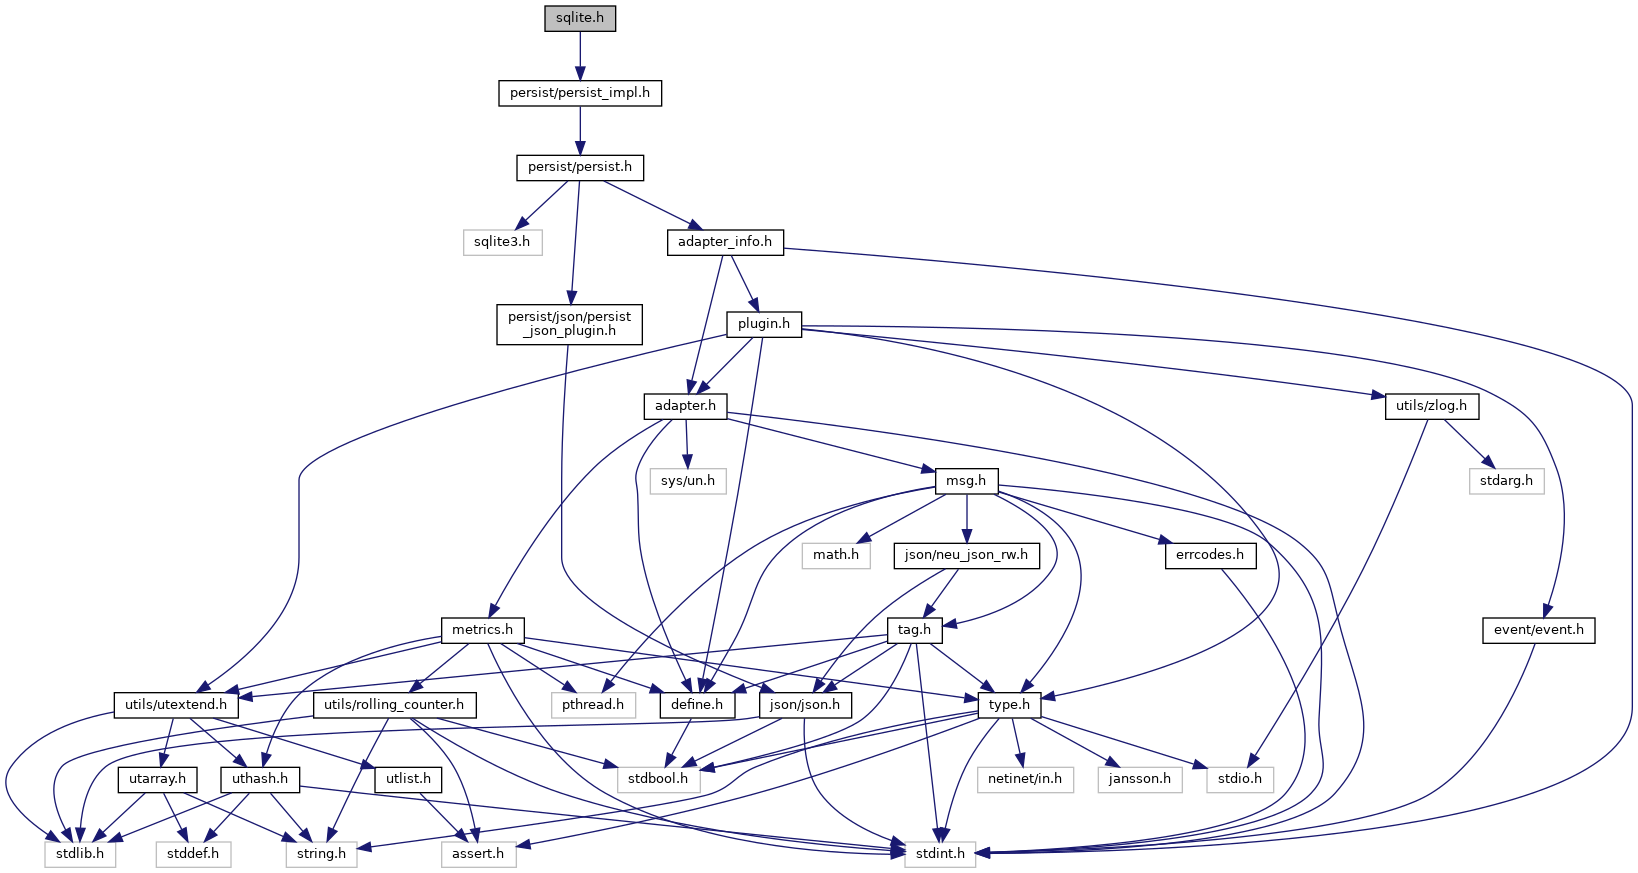 sqlite.h
persist/persist_impl.h
persist/persist.h
sqlite3.h
adapter_info.h
persist/json/persist
_json_plugin.h
plugin.h
adapter.h
utils/zlog.h
sys/un.h
msg.h
stdarg.h
math.h
json/neu_json_rw.h
errcodes.h
metrics.h
tag.h
event/event.h
utils/utextend.h
utils/rolling_counter.h
pthread.h
define.h
json/json.h
type.h
utarray.h
uthash.h
utlist.h
stdbool.h
netinet/in.h
jansson.h
stdio.h
stdlib.h
stddef.h
string.h
assert.h
stdint.h